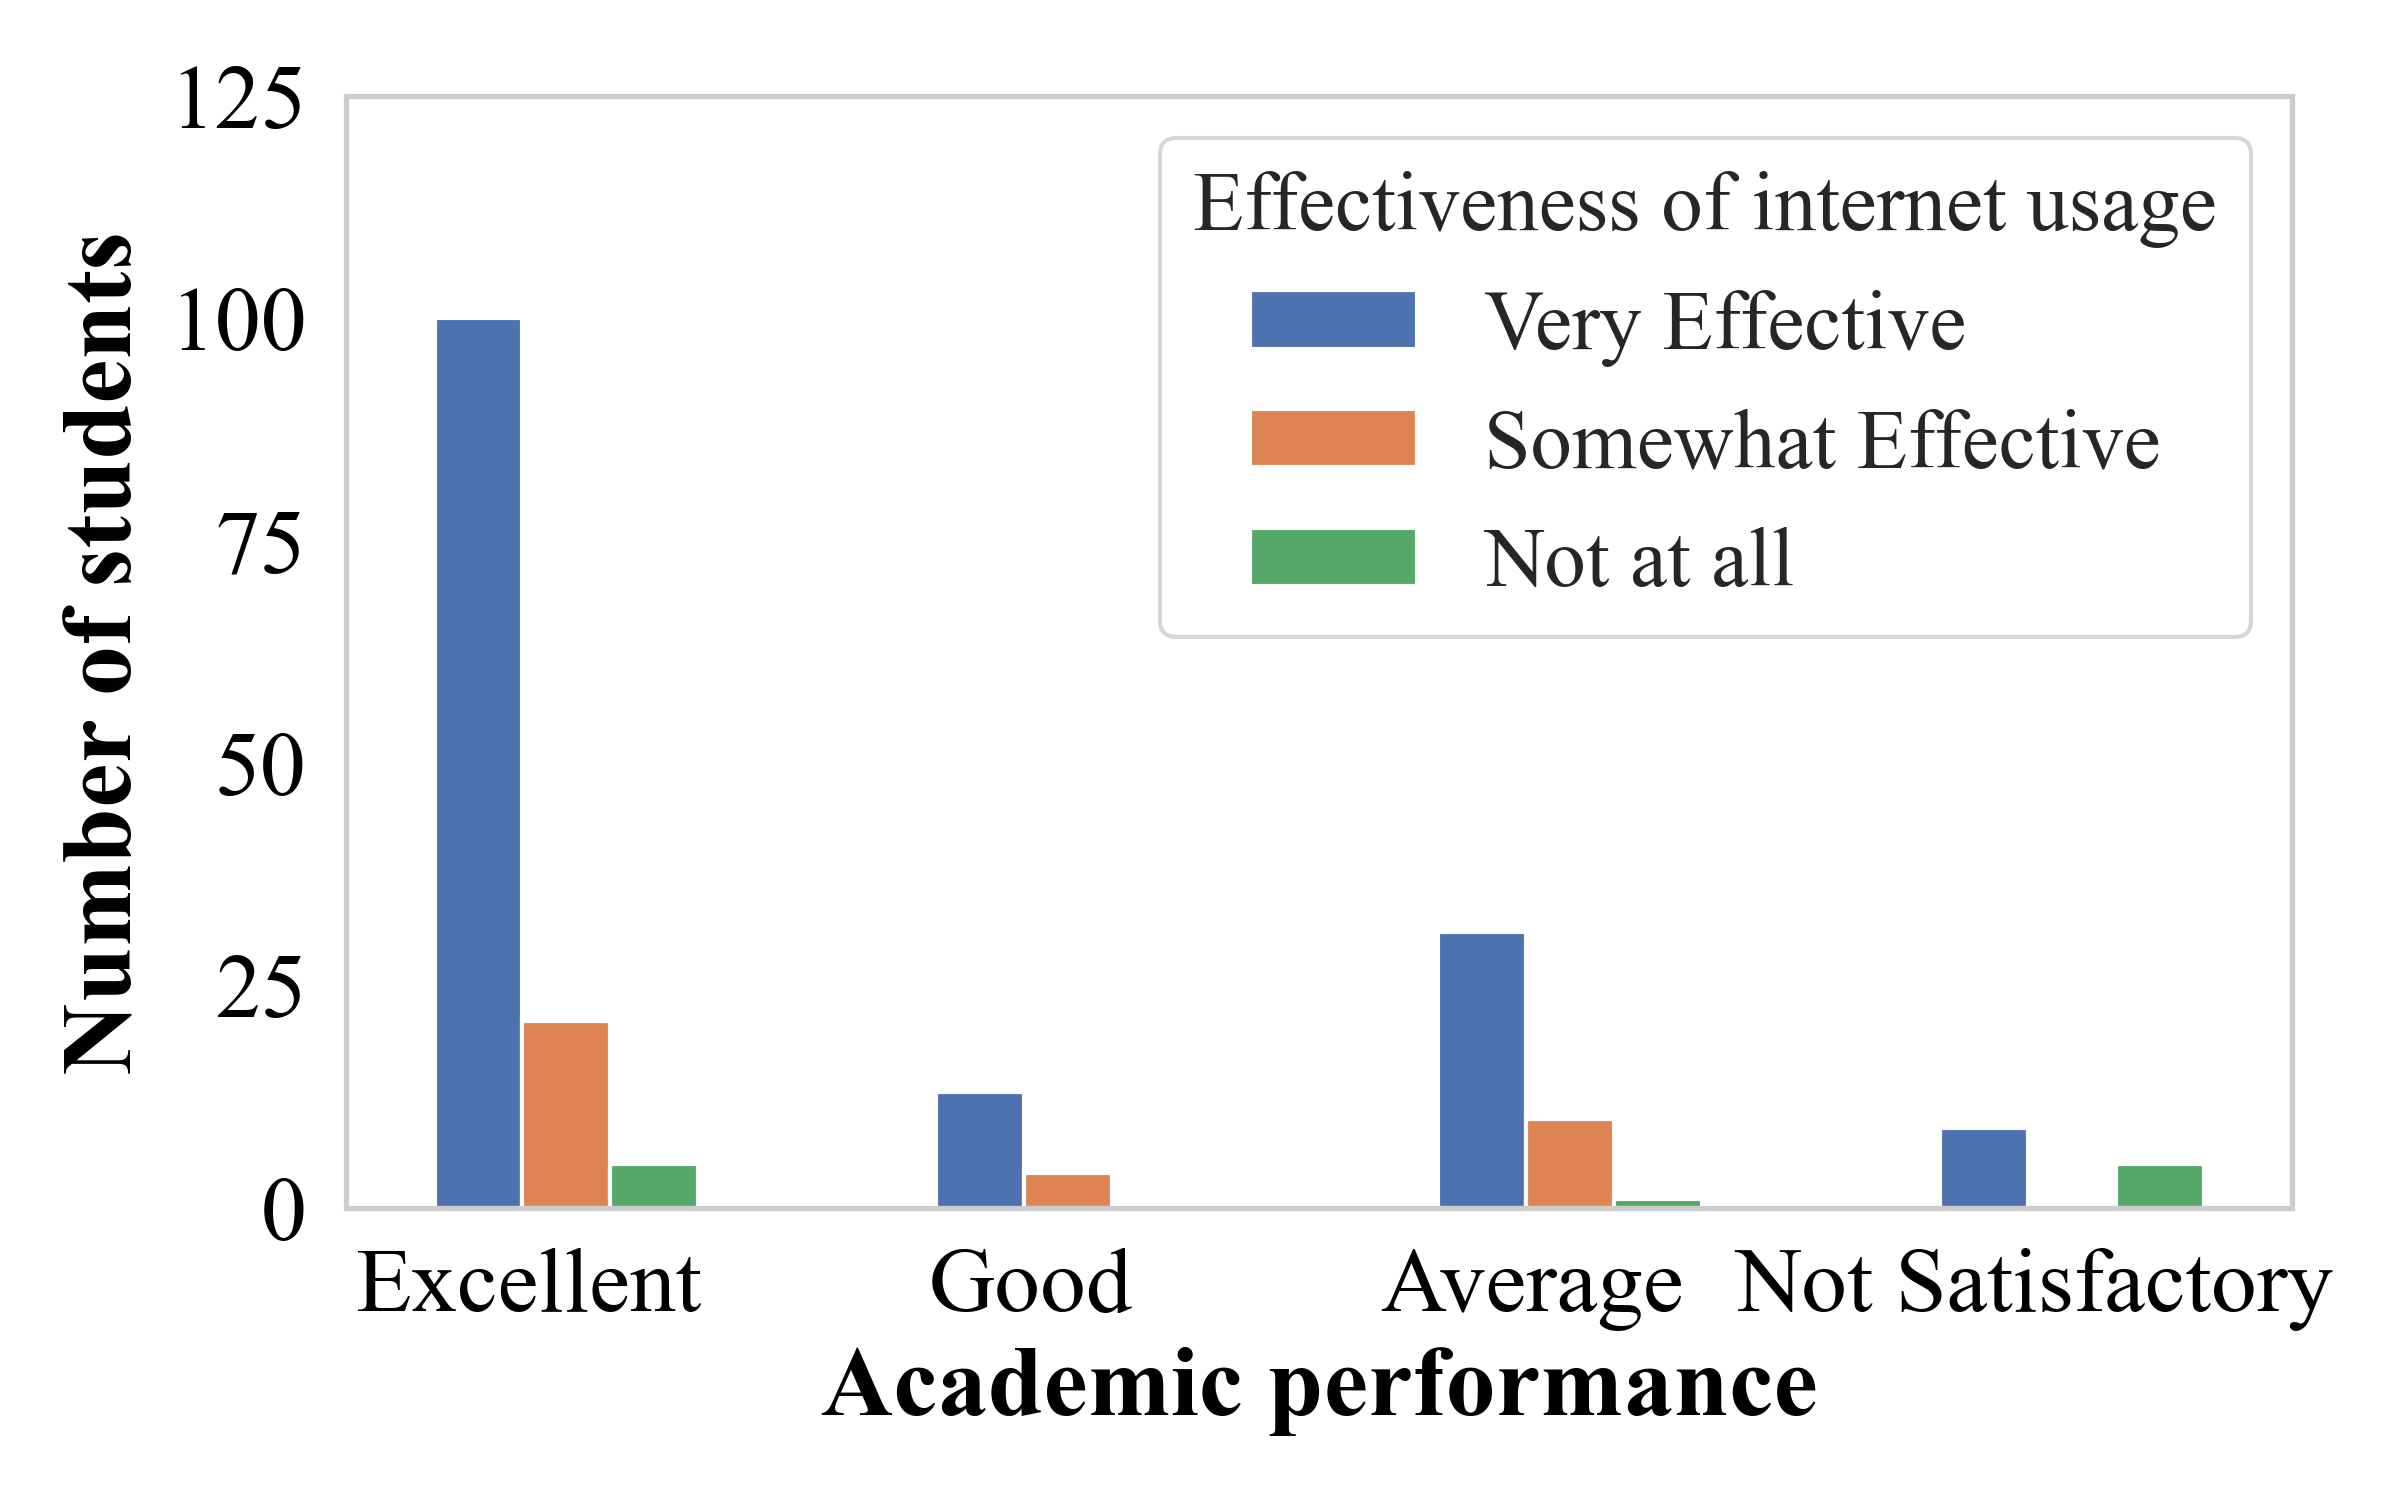 125
100
75
50
25
0
Number of students
Effectiveness of internet usage
Very Effective
Somewhat Effective
Not at all
Excellent Good Average Not Satisfactory
Academic performance